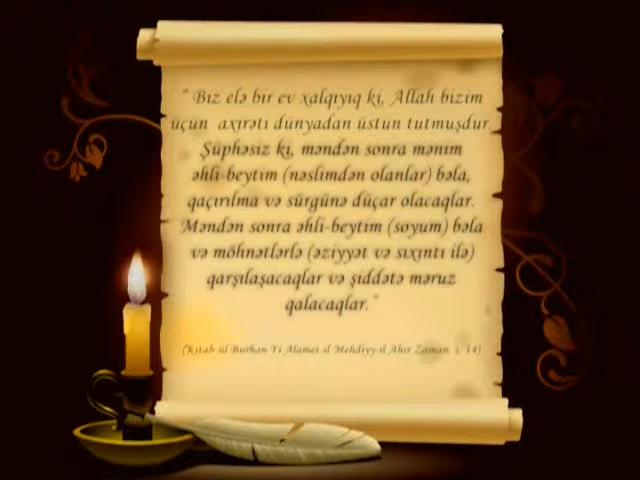 " Biz elə bir ev xalqıyıq ki, Allah bizim
üçün axırəti dunyadan üstun tutmuşdur.
Şüphəsiz ki, məndən sonra mənim
əhli-beytim (nəslimdən olanlar) bəla,
qaçırılma və sürgünə düçar olacaqlar.
Məndən sonra əhli-beytim (soyum) bəla
və möhnətlərlə (əziyyət və sıxıntı ilə)
qarşılaşacaqlar və şiddətə məruz
qalacaqlar."
(Kitab-ül Burhan Fi Alamet-il Mehdiyy-il Ahir Zaman, s. 14)